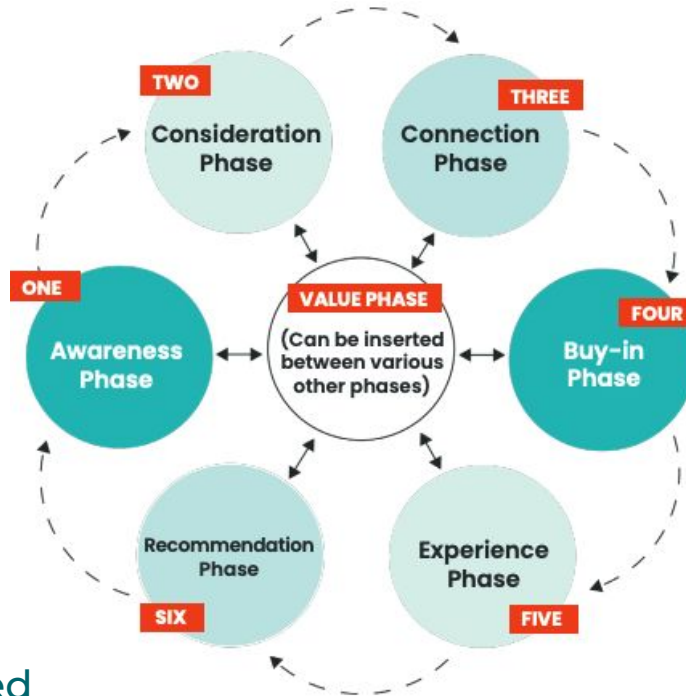 TWO
Consideration
Phase
THREE
Connection
Phase
ONE
Awareness
Phase
VALUE PHASE
(Can be inserted
between various
other phases)
FOUR
Buy-in
Phase
Recommendation
Phase
SIX
Experience
Phase
FIVE
ed